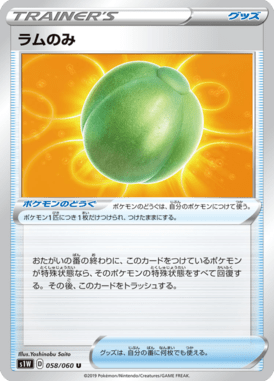 TRAINER'S グッズ
ラムのみ
ポケモンのどうぐ
ポケモンのどうぐは、自分のポケモンにつけて使う。
ポケモン1匹につき1枚だけつけられ、つけたままにする。
おたがいの番の終わりに、このカードをつけているポケモン
が特殊状態なら、そのポケモンの特殊状態をすべて回復す
る。その後、このカードをトラッシュする。
Illus.Yoshinobu Saito
S1W D 058/060 U
グッズは、自分の番に何枚でも使える。
©2019 Pokémon/Nintendo/Creatures/GAME FREAK.